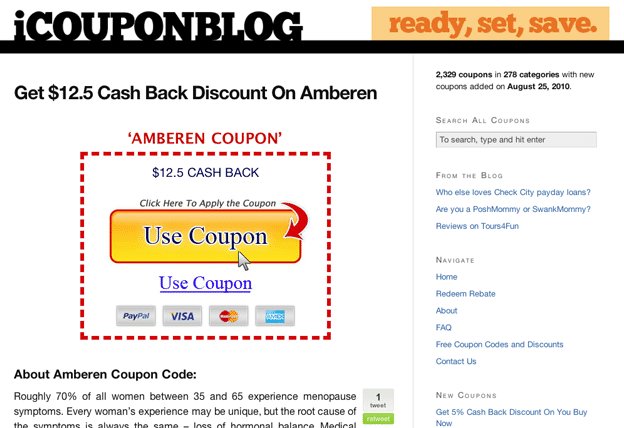 iCOUPONBLOG
ready, set, save.
Get $12.5 Cash Back Discount On Amberen
‘AMBEREN COUPON’
$12.5 CASH BACK
Click Here To Apply the Coupon
Use Coupon
Use Coupon
PayPal VISA MasterCard AMEX
About Amberen Coupon Code:
Roughly 70% of all women between 35 and 65 experience menopause
symptoms. Every woman's experience may be unique, but the root cause of
the symptoms is always the same – loss of hormonal balance. Medical
1
tweet
retweet
2,329 coupons in 278 categories with new
coupons added on August 25, 2010.
SEARCH ALL COUPONS
To search, type and hit enter
FROM THE BLOG
Who else loves Check City payday loans?
Are you a PoshMommy or SwankMommy?
Reviews on Tours4Fun
NAVIGATE
Home
Redeem Rebate
About
FAQ
Free Coupon Codes and Discounts
Contact Us
NEW COUPONS
Get 5% Cash Back Discount On You Buy
Now